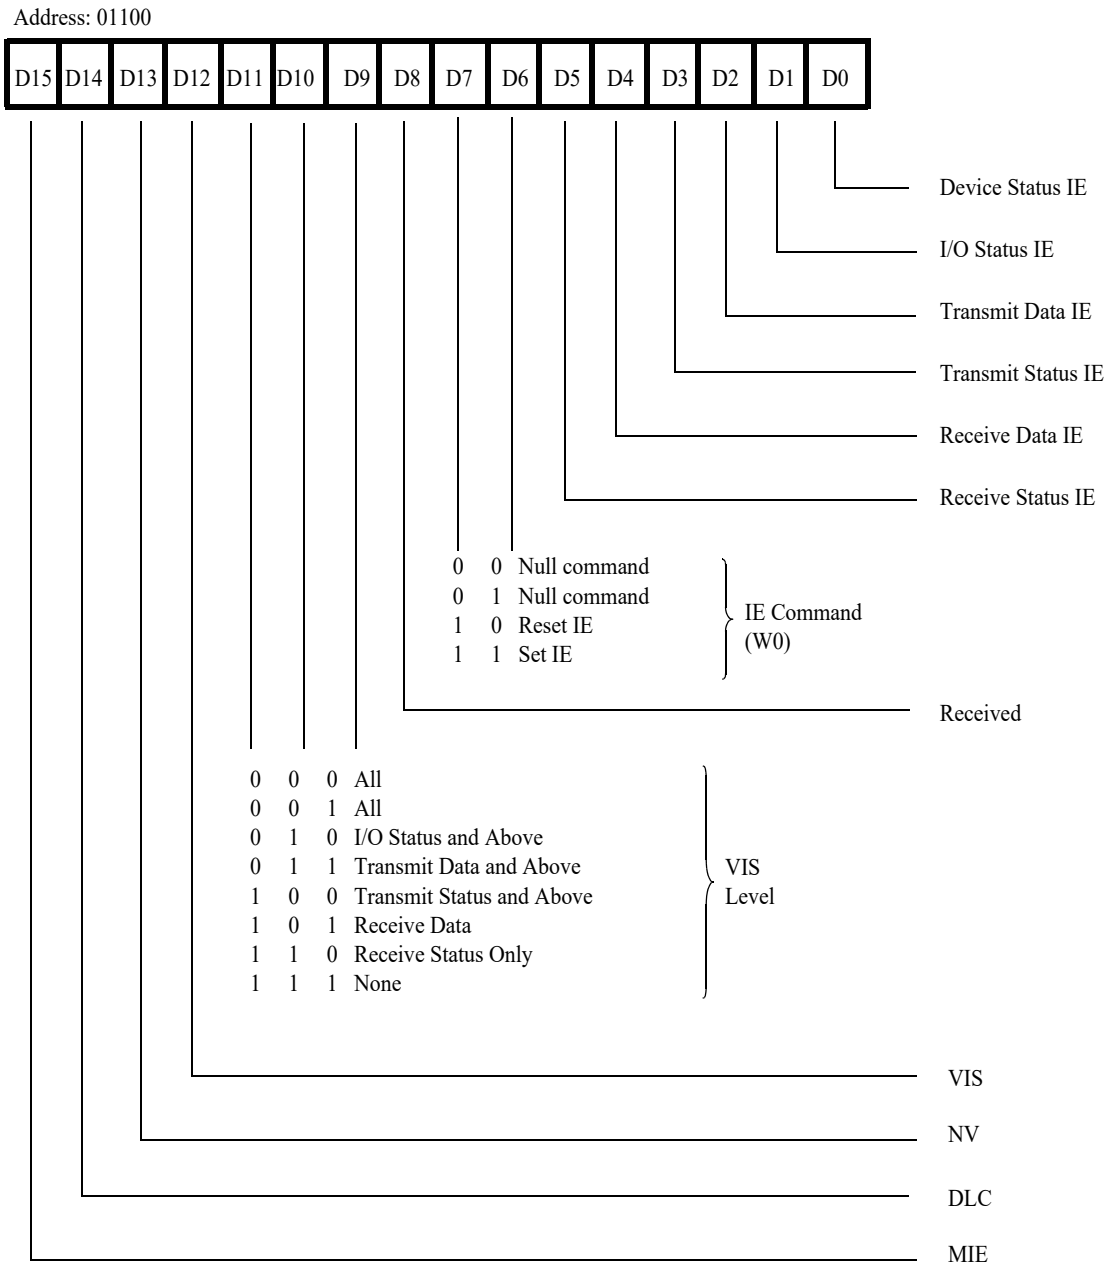 Address: 01100
D15 D14 D13 D12 D11 D10 D9 D8 D7 D6 D5 D4 D3 D2 D1 D0
Device Status IE
I/O Status IE
Transmit Data IE
Transmit Status IE
Receive Data IE
Receive Status IE
0 0 Null command
0 1 Null command
1 0 Reset IE
1 1 Set IE
IE Command
(W0)
Received
0 0 0 All
0 0 1 All
0 1 0 I/O Status and Above
0 1 1 Transmit Data and Above
1 0 0 Transmit Status and Above
1 0 1 Receive Data
1 1 0 Receive Status Only
1 1 1 None
VIS
Level
VIS
NV
DLC
MIE